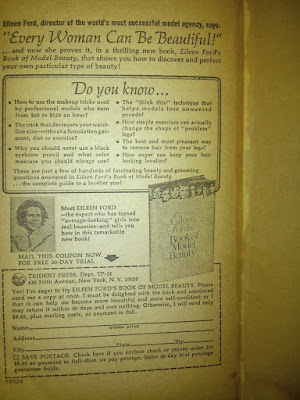 Eileen Ford, director of the world's most successful model agency, says:
"Every Woman Can Be Beautiful!"
...and now she proves it, in a thrilling new book, Eileen Ford's
Book of Model Beauty, that shows you how to discover and perfect
your own particular type of beauty!
Do you know...
• How to use the makeup tricks used
by professional models who earn
from $60 to $120 an hour?
• The trick that decreases your waist-
line size—without a foundation gar-
ment, diet or exercise?
• Why you should never use a black
eyebrow pencil and what color
mascara you should always use?
• The "think thin" technique that
helps models lose unwanted
pounds?
• How simple exercises can actually
change the shape of "problem"
legs?
• The best and most pleasant way
to remove hair from your legs?
• How sugar can keep your hair
looking lovelier?
These are just a few of hundreds of fascinating beauty and grooming
questions answered in Eileen Ford's Book of Model Beauty
...the complete guide to a lovelier you!
Meet EILEEN FORD
—the expert who has turned
"average-looking" girls into
real beauties—and tells you
how in this remarkable
new book!
Eileen
Ford's
Book of
Model
Beauty
MAIL THIS COUPON NOW
FOR FREE 30-DAY TRIAL
TRIDENT PRESS, Dept.
630 Fifth Avenue, New York, N.Y. 10020
Yes! I'm eager to try EILEEN FORD'S BOOK OF MODEL BEAUTY. Please
send me a copy at once. I must be delighted with the book and convinced
that it can help me become more beautiful and more self-confident or I
may return it within 30 days and owe nothing. Otherwise, I will send only
$4.95, plus mailing costs, as payment in full.
Name
(please print)
Address
City State Zip
SAVE POSTAGE. Check here if you enclose check or money order for
$4.95 as payment in full—then we pay postage. Same 30-day trial privilege
guarantee holds.